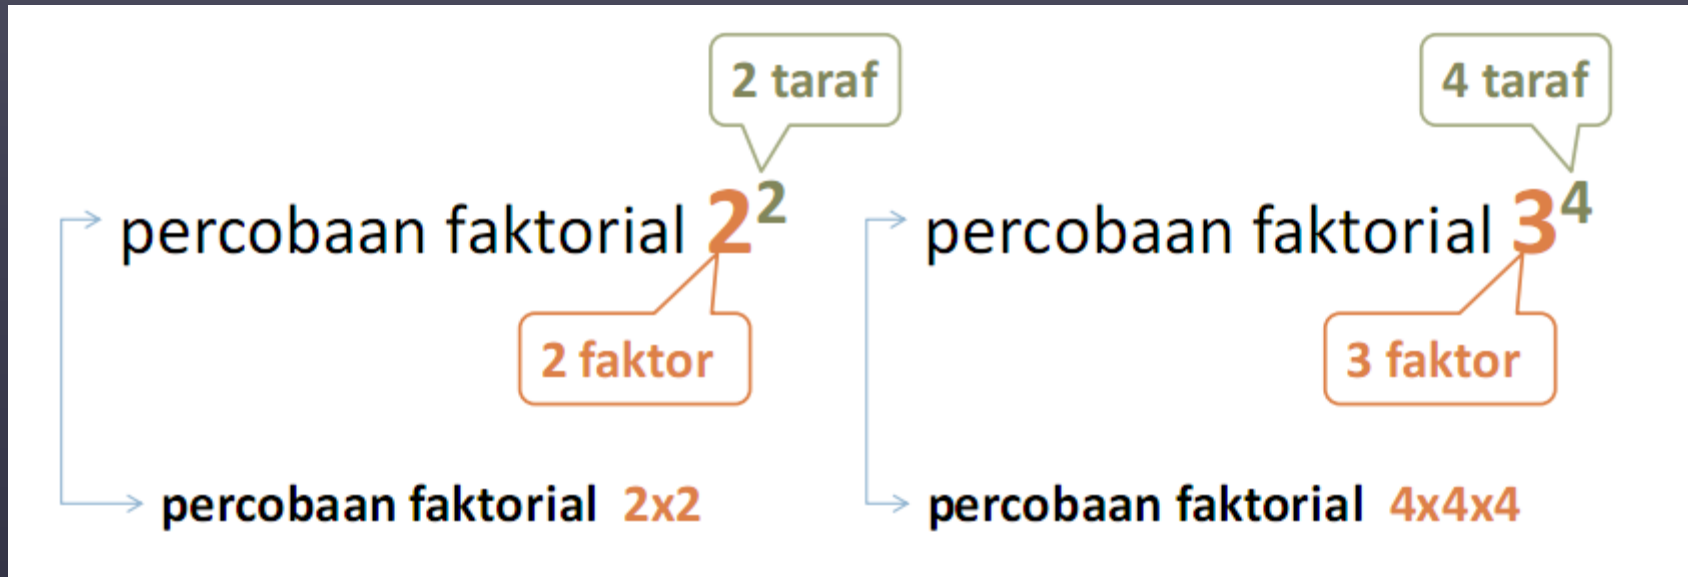 2 taraf
percobaan faktorial 2²
2 faktor
percobaan faktorial 2x2
4 taraf
percobaan faktorial 3⁴
3 faktor
percobaan faktorial 4x4x4